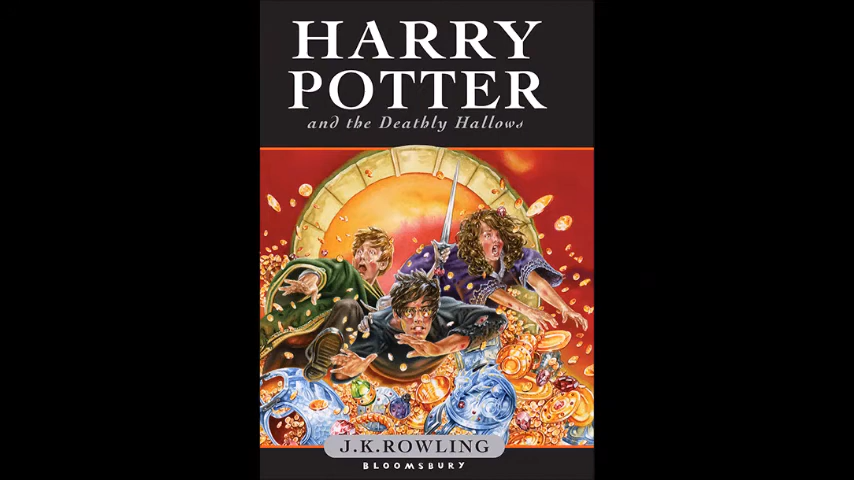 HARRY
POTTER
and the Deathly Hallows
J.K.ROWLING
BLOOMSBURY